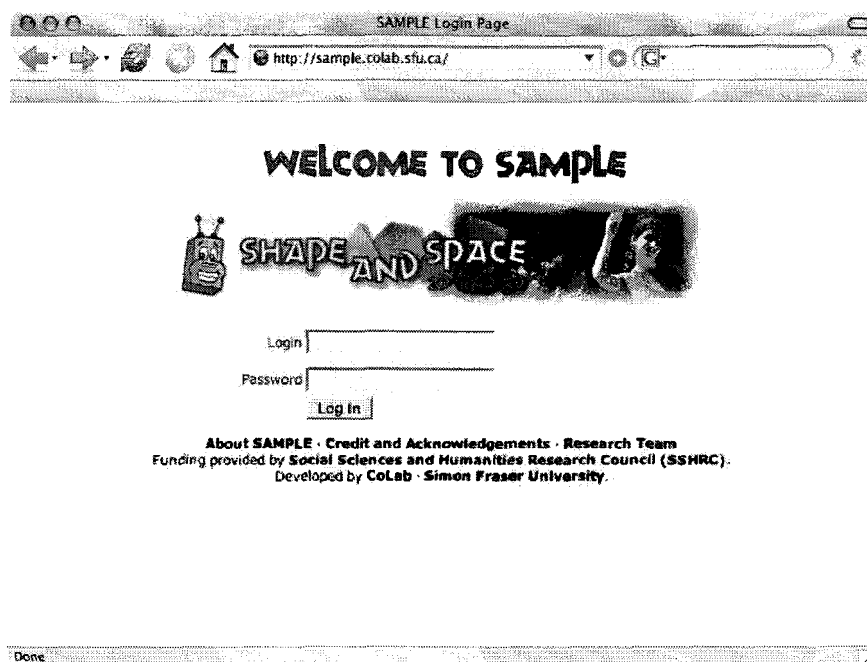 SAMPLE Login Page
http://sample.colab.sfu.ca/
G
WELCOME TO SAMPLE
SHAPE AND SPACE
Login
Password
Log In
About SAMPLE · Credit and Acknowledgements · Research Team
Funding provided by Social Sciences and Humanities Research Council (SSHRC).
Developed by CoLab · Simon Fraser University.
Done